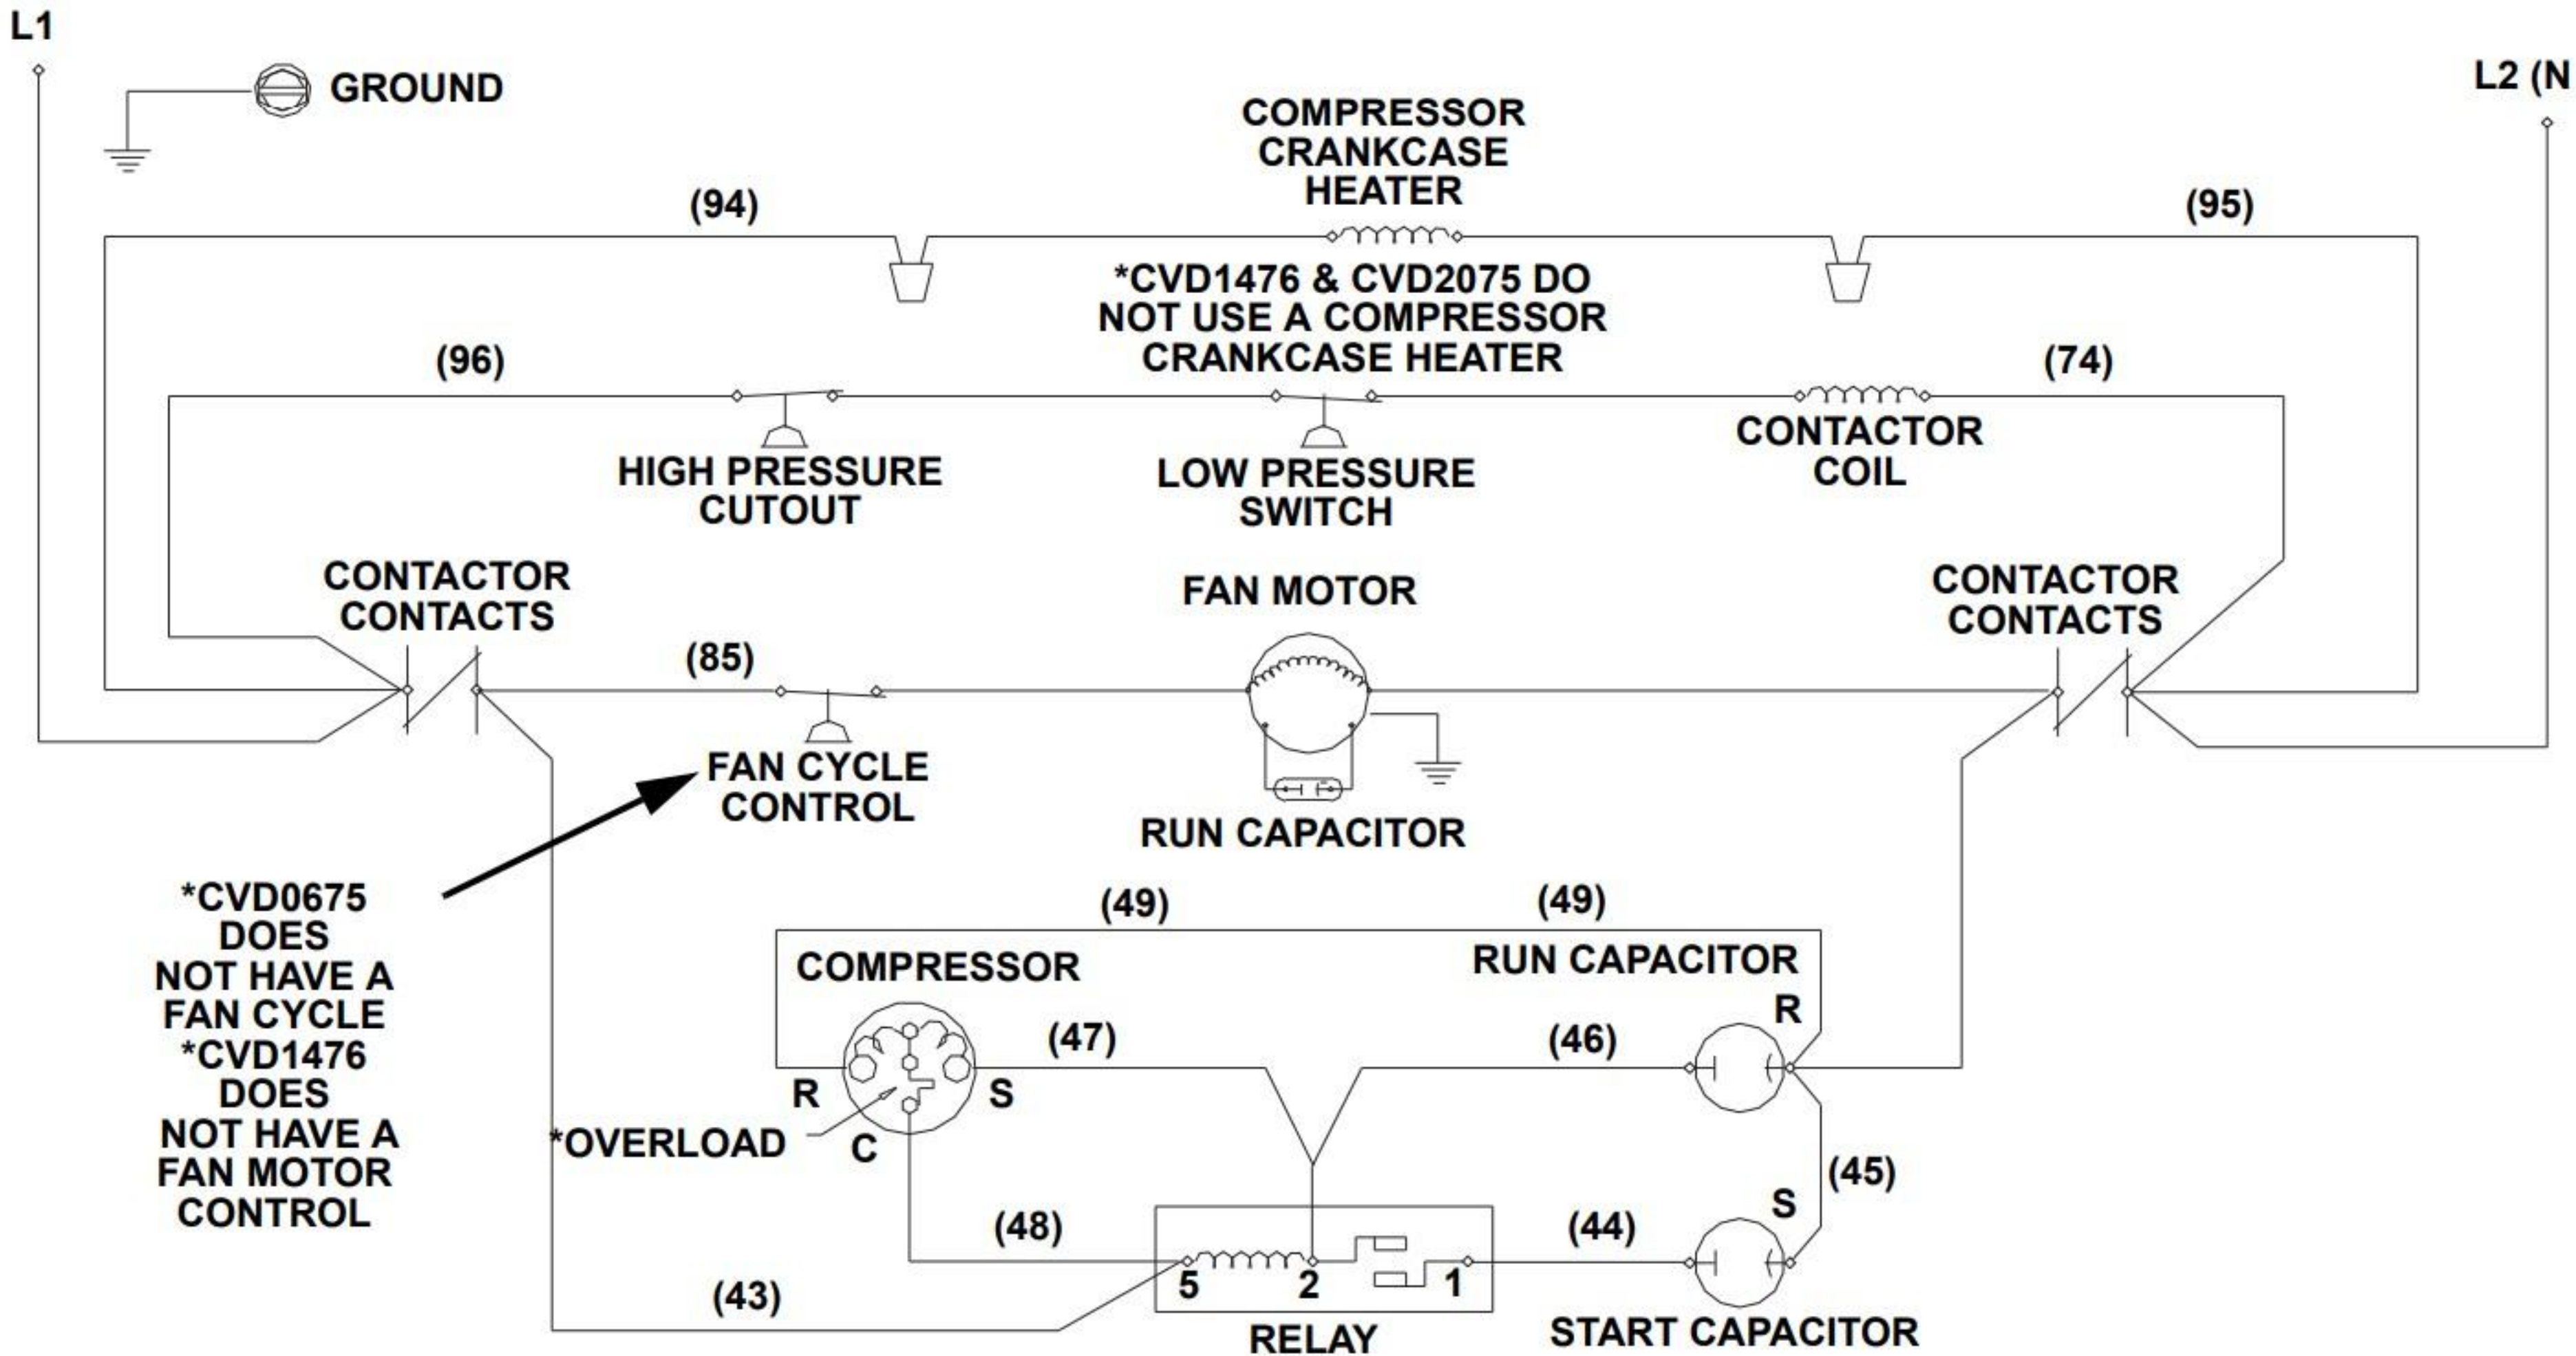 L1
GROUND
L2 (N
COMPRESSOR
CRANKCASE
HEATER
(94)
(95)
*CVD1476 & CVD2075 DO
NOT USE A COMPRESSOR
CRANKCASE HEATER
(96)
(74)
HIGH PRESSURE
CUTOUT
LOW PRESSURE
SWITCH
CONTACTOR
COIL
CONTACTOR
CONTACTS
FAN MOTOR
CONTACTOR
CONTACTS
(85)
FAN CYCLE
CONTROL
RUN CAPACITOR
*CVD0675
DOES
NOT HAVE A
FAN CYCLE
*CVD1476
DOES
NOT HAVE A
FAN MOTOR
CONTROL
(49)
(49)
COMPRESSOR
RUN CAPACITOR
R
(47)
(46)
R
S
*OVERLOAD
C
(45)
S
(48)
(44)
5
2
1
(43)
RELAY
START CAPACITOR